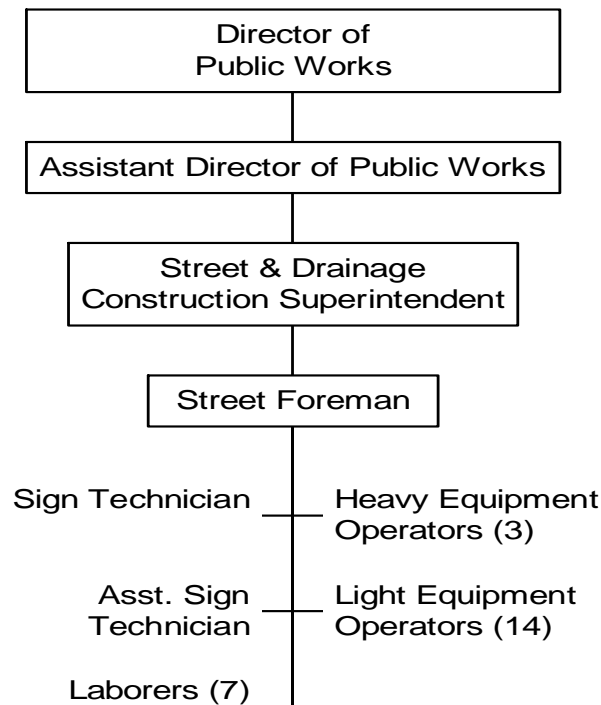 Director of
Public Works
Assistant Director of Public Works
Street & Drainage
Construction Superintendent
Street Foreman
Sign Technician
Heavy Equipment
Operators (3)
Asst. Sign
Technician
Light Equipment
Operators (14)
Laborers (7)